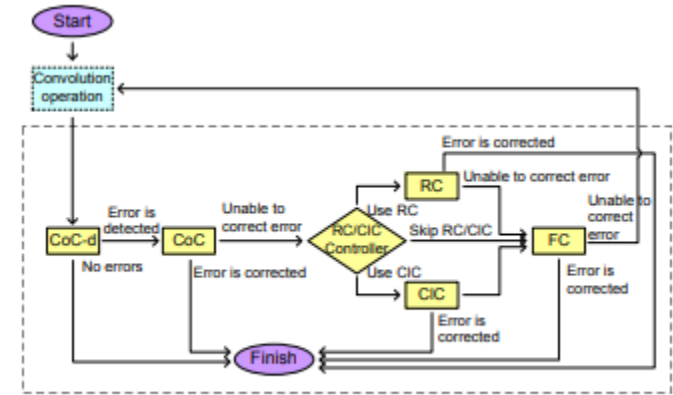 Start
Convolution
operation
Error is corrected
RC
Unable to correct error
Use RC
Error is
detected
Unable to
correct error
Unable to
correct
error
CoC-d
CoC
RC/CIC
Controller
Skip RC/CIC
FC
No errors
Error is corrected
Use CIC
CIC
Error is
corrected
Error is
corrected
Finish